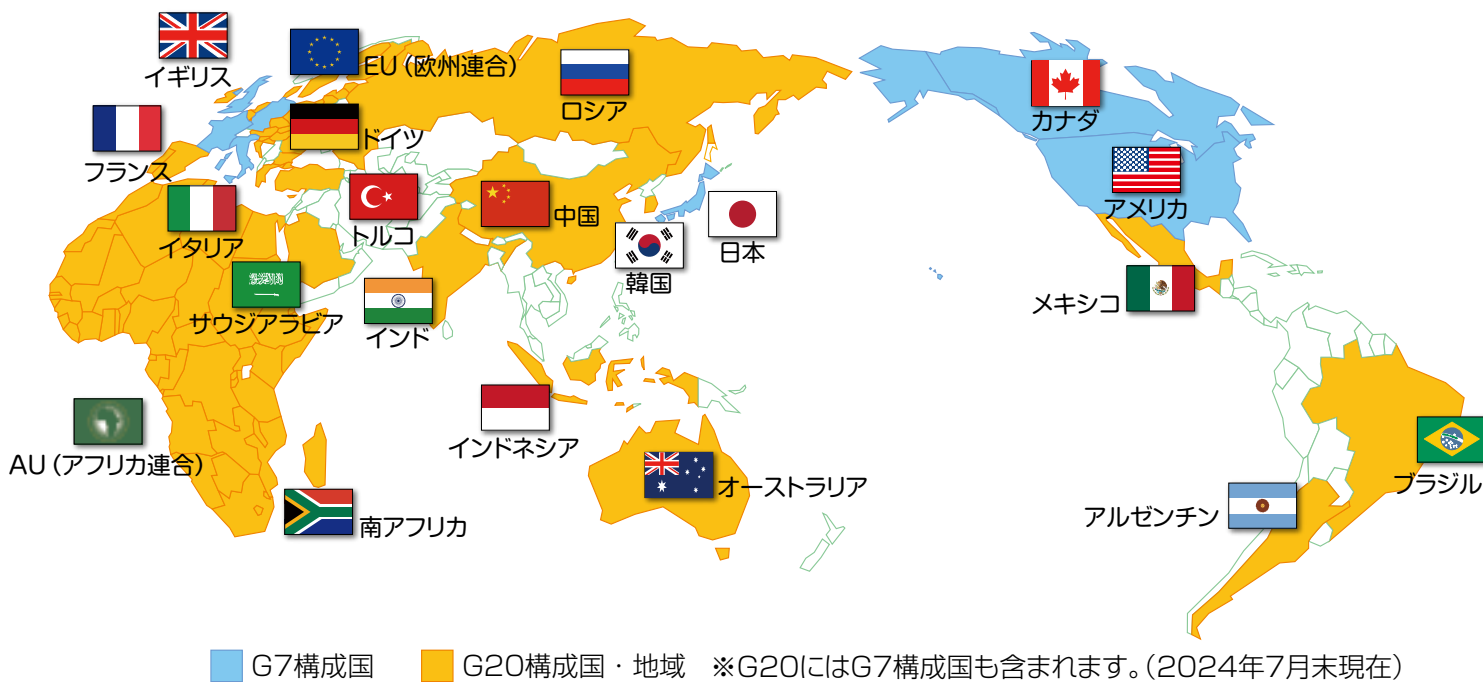 イギリス
EU(欧州連合)
ロシア
カナダ
フランス
ドイツ
アメリカ
イタリア
トルコ
中国
韓国
日本
サウジアラビア
インド
メキシコ
AU(アフリカ連合)
インドネシア
オーストラリア
南アフリカ
アルゼンチン
ブラジル
G7構成国
G20構成国・地域 ※G20にはG7構成国も含まれます。(2024年7月末現在)